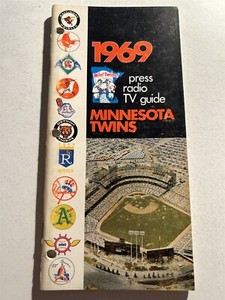 1969
press
radio
TV guide
MINNESOTA
TWINS